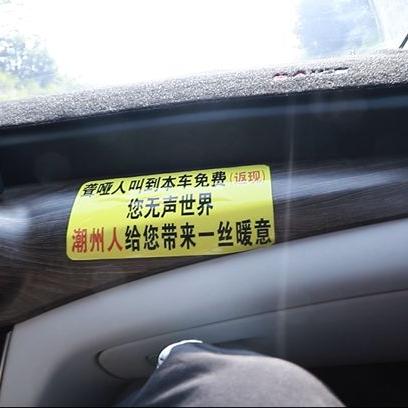 聋哑人叫到本车免费(返现)
您无声世界
潮州人给您带来一丝暖意